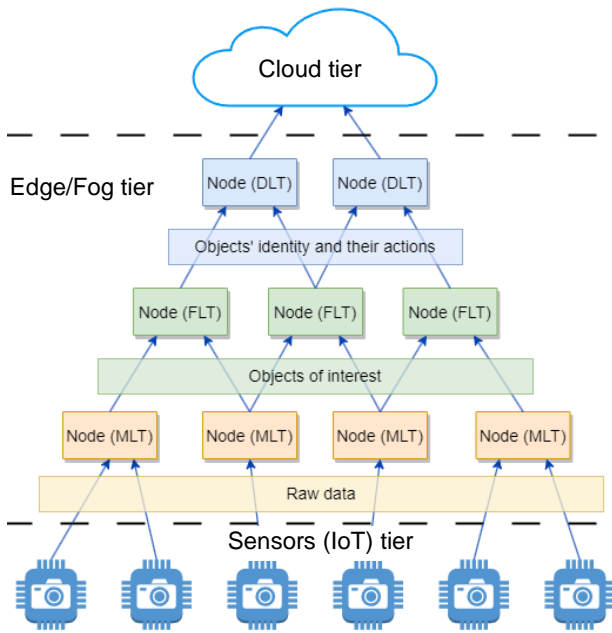 Cloud tier
Edge/Fog tier
Node (DLT)
Node (DLT)
Objects' identity and their actions
Node (FLT)
Node (FLT)
Node (FLT)
Objects of interest
Node (MLT)
Node (MLT)
Node (MLT)
Node (MLT)
Raw data
Sensors (IoT) tier